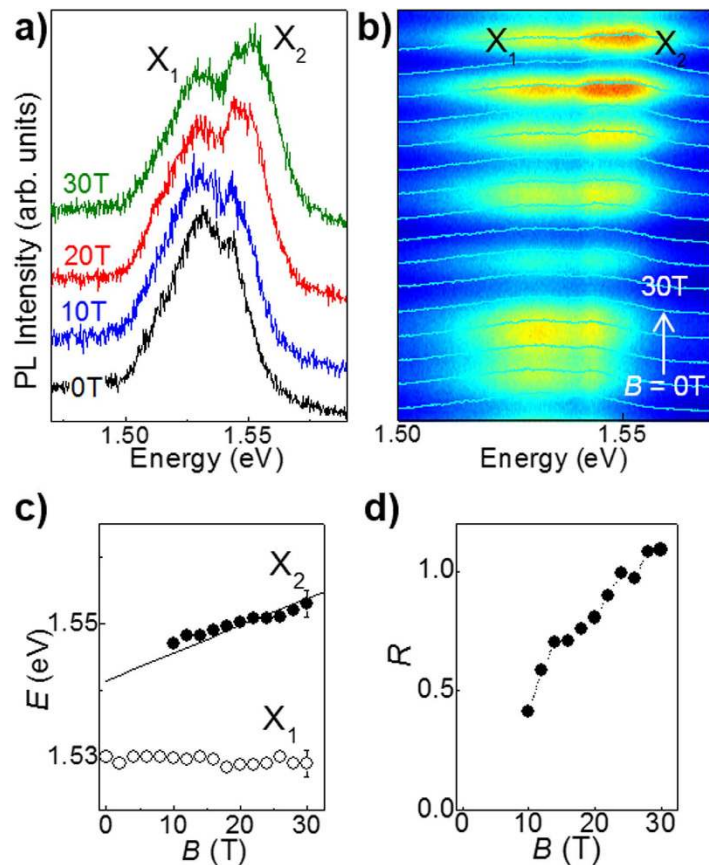 a)
X₁
X₂
30T
20T
10T
0T
PL Intensity (arb. units)
1.50
1.55
Energy (eV)
b)
X₁
X₂
30T
B = 0T
1.50
1.55
Energy (eV)
c)
X₂
X₁
1.55
1.53
E (eV)
0
10
20
30
B (T)
d)
1.0
0.5
0.0
R
0
10
20
30
B (T)